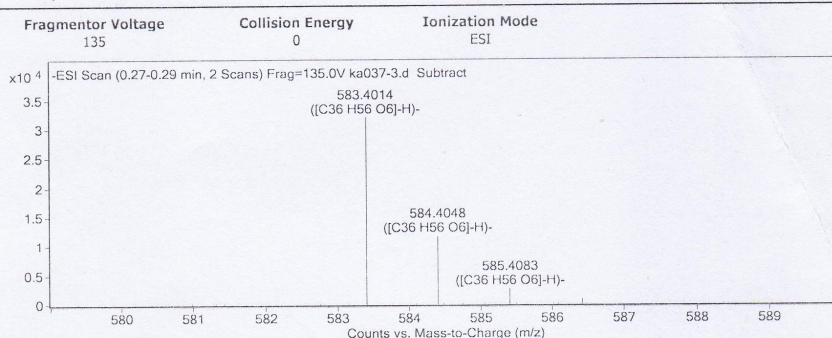 Fragmentor Voltage Collision Energy Ionization Mode
135 0 ESI
x10 4 -ESI Scan (0.27-0.29 min, 2 Scans) Frag=135.0V ka037-3.d Subtract
583.4014
3.5
([C36 H56 O6]-H)-
3
2.5
2
584.4048
1.5
([C36 H56 O6]-H)-
1
585.4083
0.5
([C36 H56 O6]-H)-
0
580 581 582 583 584 585 586 587 588 589
Counts vs. Mass-to-Charge (m/z)